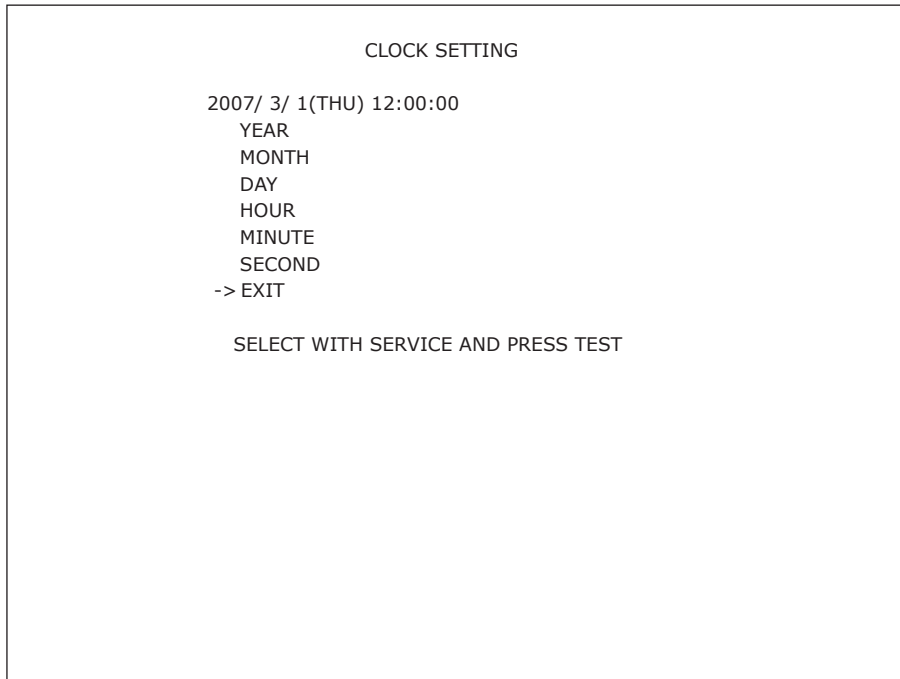 CLOCK SETTING
2007/ 3/ 1(THU) 12:00:00
YEAR
MONTH
DAY
HOUR
MINUTE
SECOND
-> EXIT
SELECT WITH SERVICE AND PRESS TEST